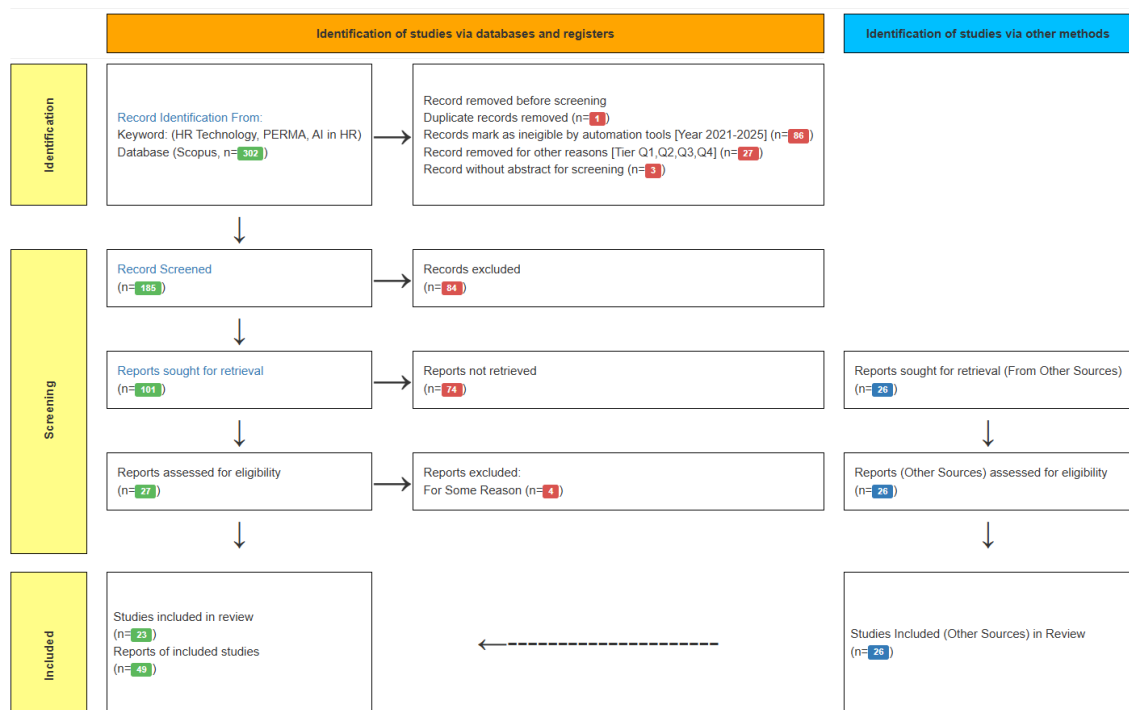 Identification of studies via databases and registers
Identification of studies via other methods
Identification
Record Identification From:
Keyword: (HR Technology, PERMA, AI in HR)
Database (Scopus, n=302)
Record removed before screening
Duplicate records removed (n=1)
Records mark as ineigible by automation tools [Year 2021-2025] (n=86)
Record removed for other reasons [Tier Q1,Q2,Q3,Q4] (n=27)
Record without abstract for screening (n=3)
Screening
Record Screened
(n=185)
Records excluded
(n=84)
Reports sought for retrieval
(n=101)
Reports not retrieved
(n=74)
Reports sought for retrieval (From Other Sources)
(n=26)
Reports assessed for eligibility
(n=27)
Reports excluded:
For Some Reason (n=4)
Reports (Other Sources) assessed for eligibility
(n=26)
Included
Studies included in review
(n=23)
Reports of included studies
(n=49)
Studies Included (Other Sources) in Review
(n=26)